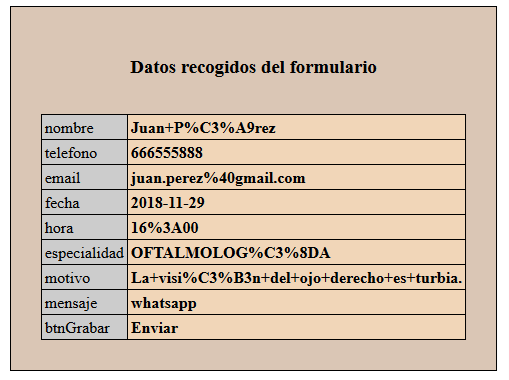 Datos recogidos del formulario
nombre Juan+P%C3%A9rez
telefono 666555888
email juan.perez%40gmail.com
fecha 2018-11-29
hora 16%3A00
especialidad OFTALMOLOG%C3%8DA
motivo La+visi%C3%B3n+del+ojo+derecho+es+turbia.
mensaje whatsapp
btnGrabar Enviar